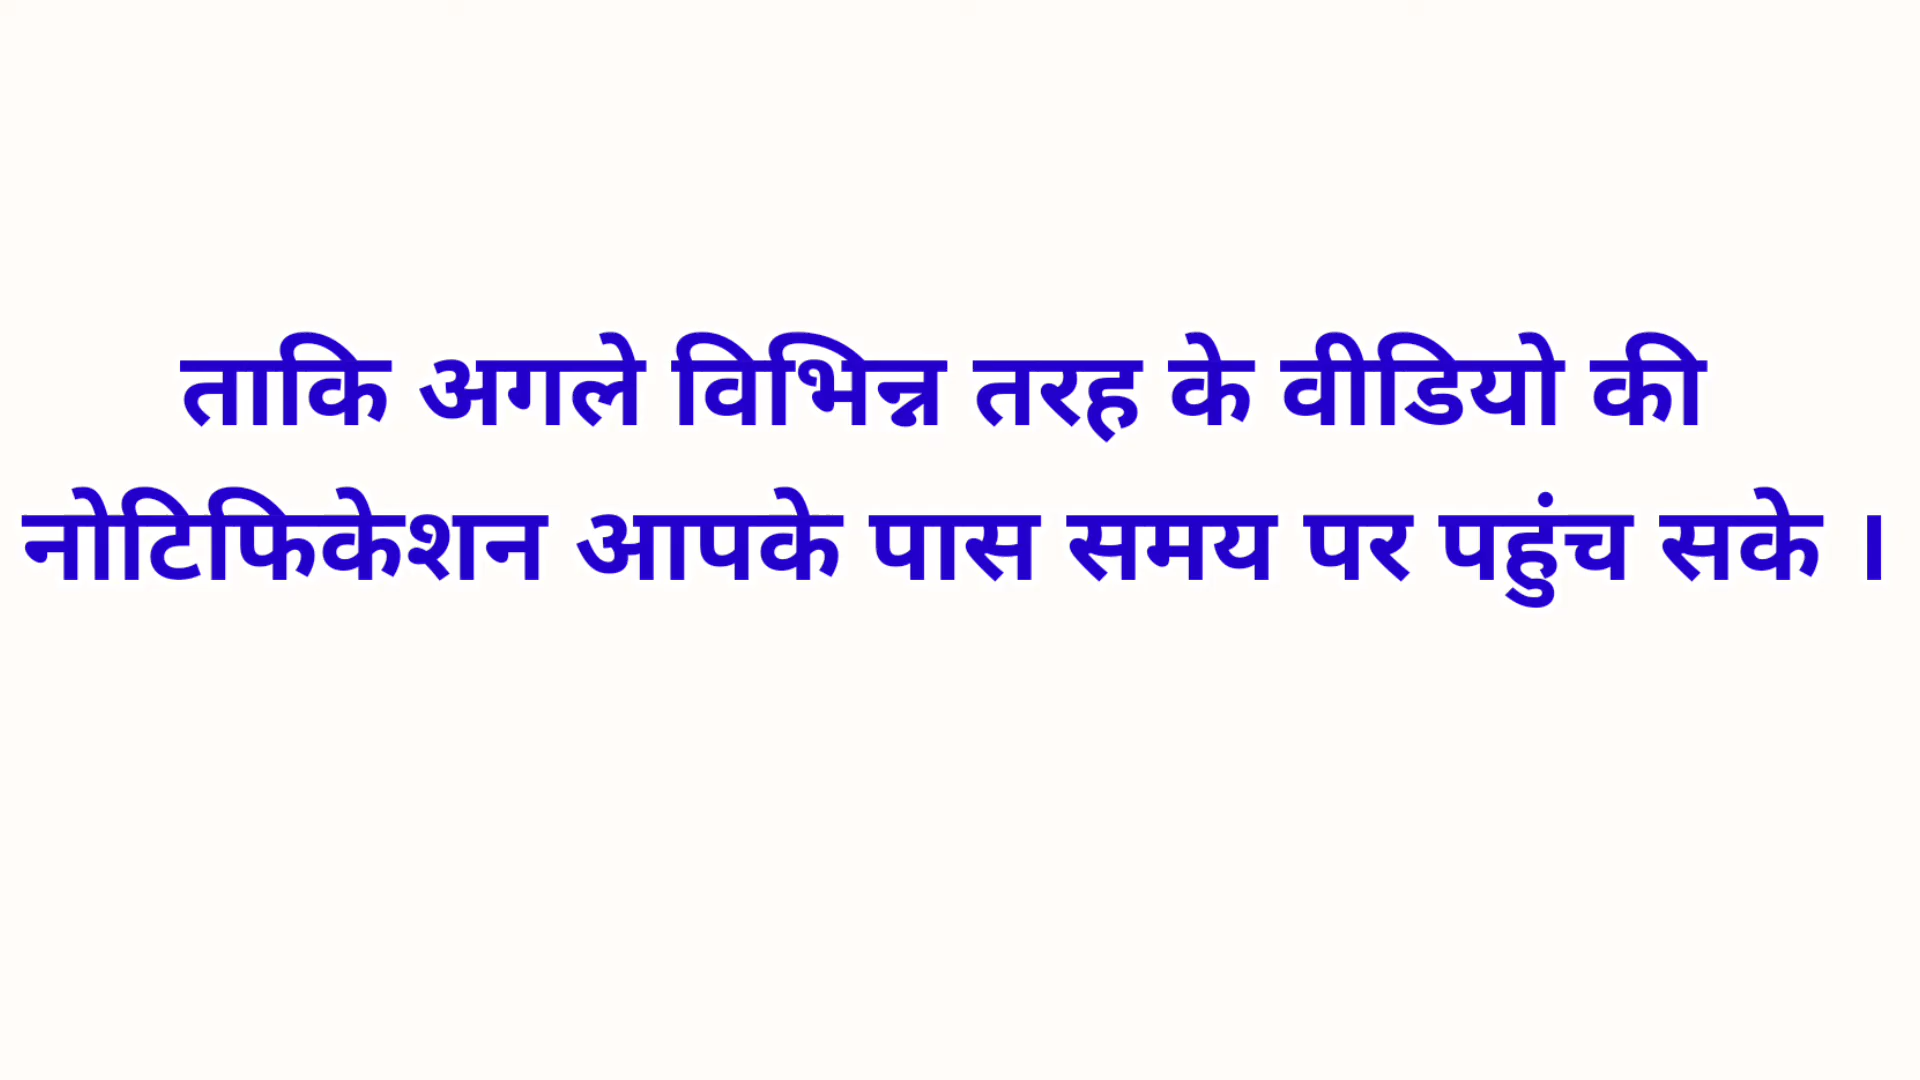 ताकि अगले विभिन्न तरह के वीडियो की
नोटिफिकेशन आपके पास समय पर पहुंच सके ।